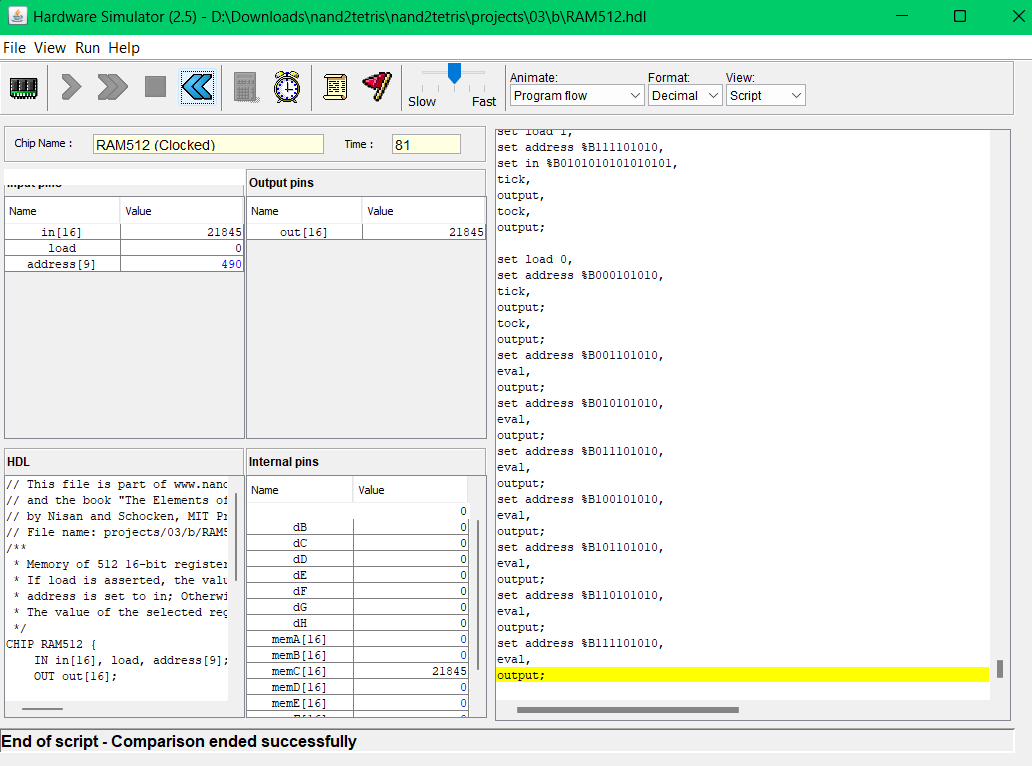 Hardware Simulator (2.5) - D:\Downloads\nand2tetris\nand2tetris\projects\03\b\RAM512.hdl
File View Run Help
Slow Fast
Animate: Format: View:
Program flow Decimal Script
Chip Name : RAM512 (Clocked) Time : 81
Input pins
Name Value
in[16] 21845
load 0
address[9] 490
Output pins
Name Value
out[16] 21845
HDL
// This file is part of www.nand
// and the book "The Elements of
// by Nisan and Schocken, MIT Pr
// File name: projects/03/b/RAM5
/**
* Memory of 512 16-bit register
* If load is asserted, the valu
* address is set to in; Otherwi
* The value of the selected reg
*/
CHIP RAM512 {
IN in[16], load, address[9];
OUT out[16];
Internal pins
Name Value
0
dB 0
dC 0
dD 0
dE 0
dF 0
dG 0
dH 0
memA[16] 0
memB[16] 0
memC[16] 21845
memD[16] 0
memE[16] 0
set load 1,
set address %B111101010,
set in %B0101010101010101,
tick,
output,
tock,
output;
set load 0,
set address %B000101010,
tick,
output;
tock,
output;
set address %B001101010,
eval,
output;
set address %B010101010,
eval,
output;
set address %B011101010,
eval,
output;
set address %B100101010,
eval,
output;
set address %B101101010,
eval,
output;
set address %B110101010,
eval,
output;
set address %B111101010,
eval,
output;
End of script - Comparison ended successfully